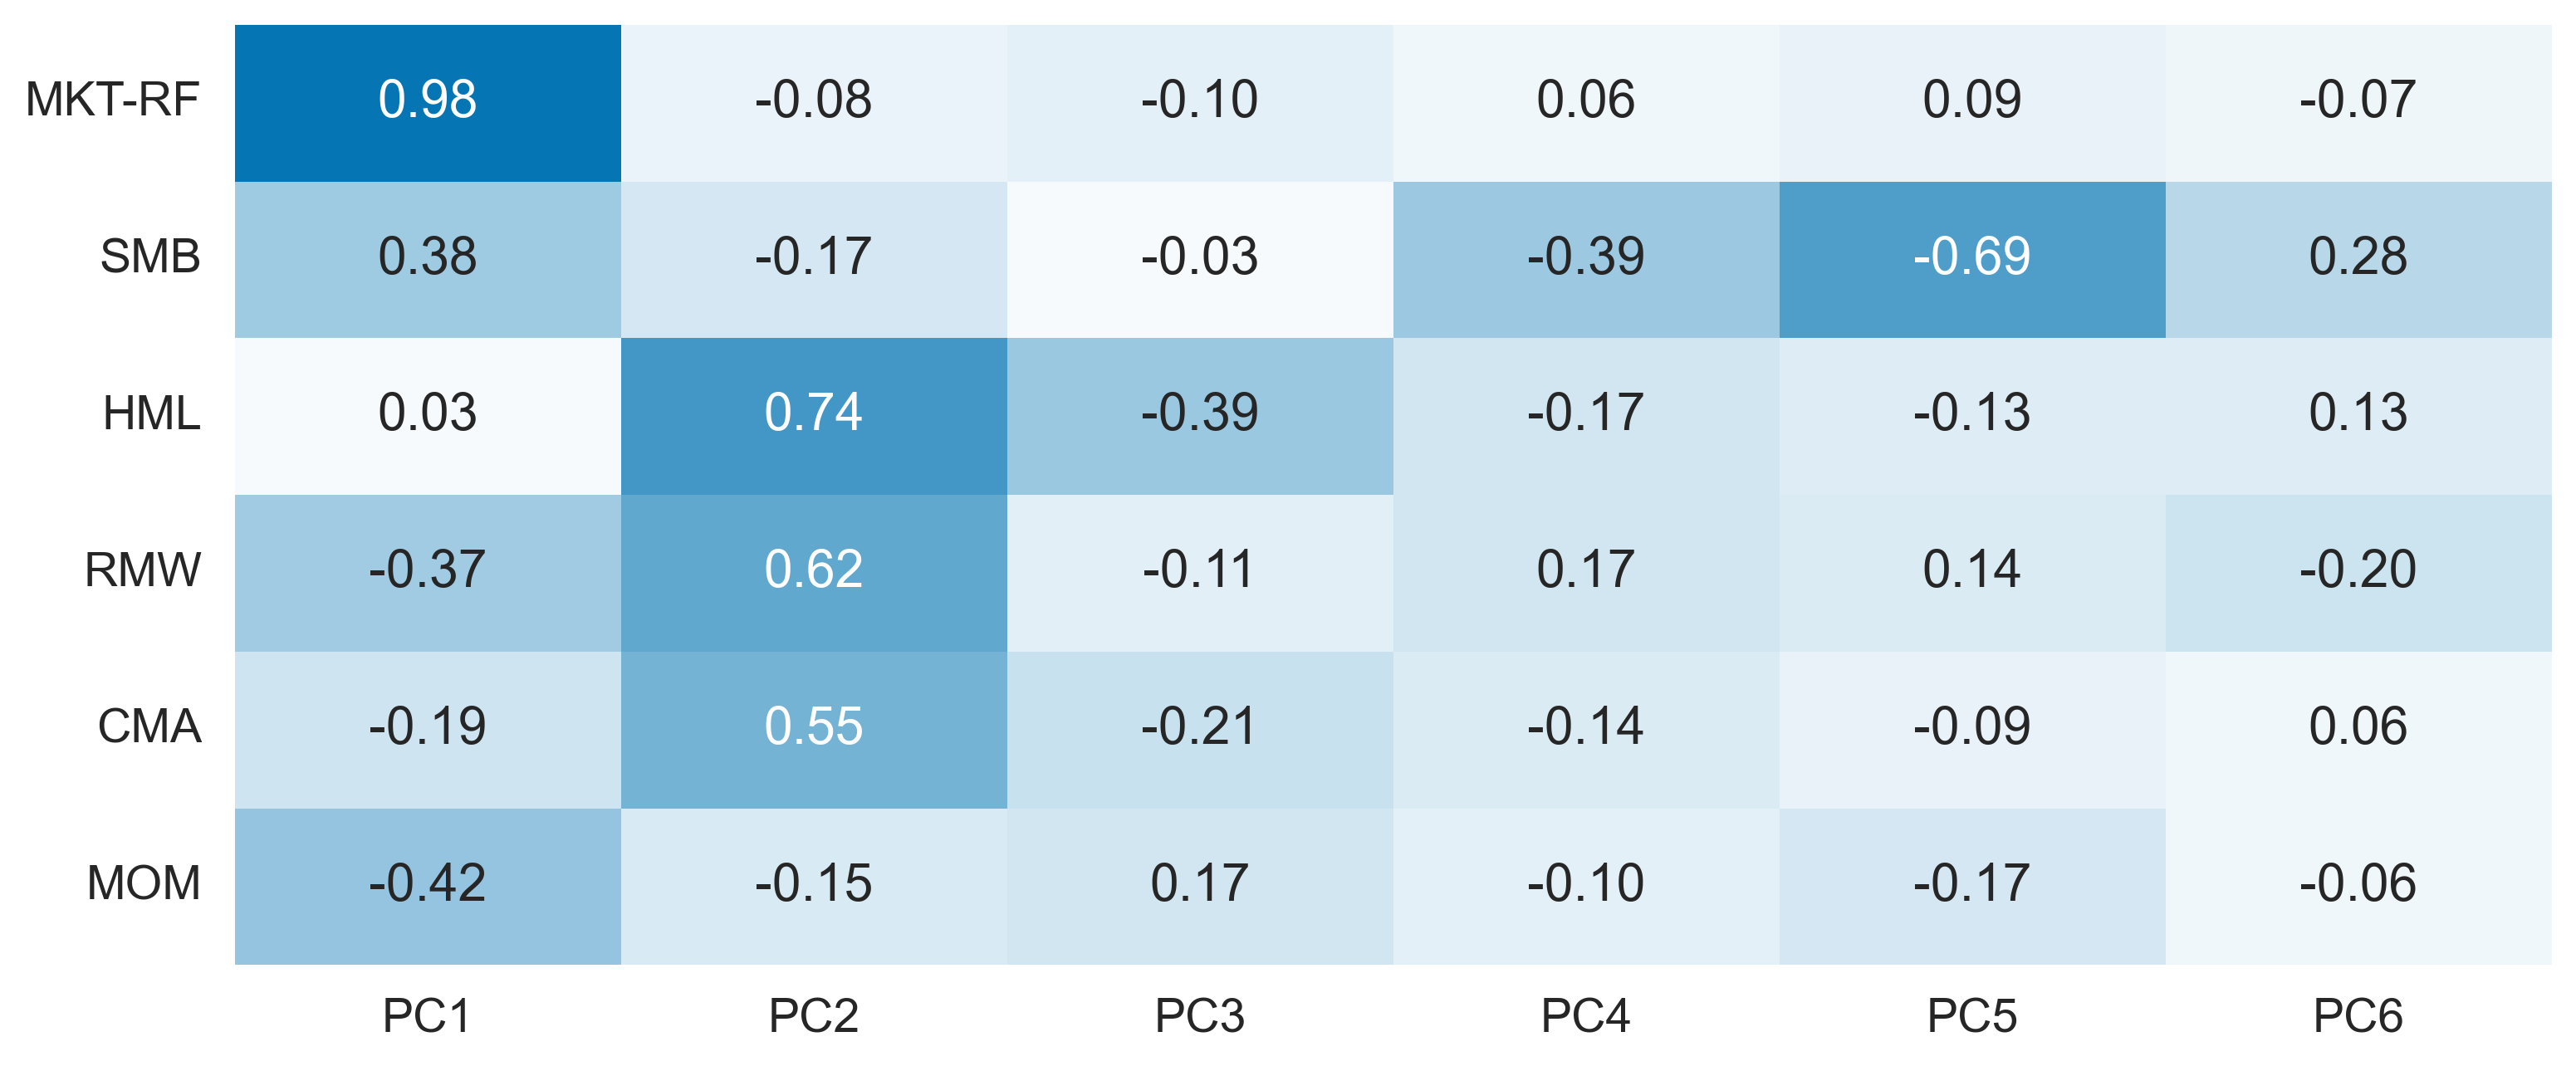 MKT-RF 0.98 -0.08 -0.10 0.06 0.09 -0.07
SMB 0.38 -0.17 -0.03 -0.39 -0.69 0.28
HML 0.03 0.74 -0.39 -0.17 -0.13 0.13
RMW -0.37 0.62 -0.11 0.17 0.14 -0.20
CMA -0.19 0.55 -0.21 -0.14 -0.09 0.06
MOM -0.42 -0.15 0.17 -0.10 -0.17 -0.06
PC1 PC2 PC3 PC4 PC5 PC6